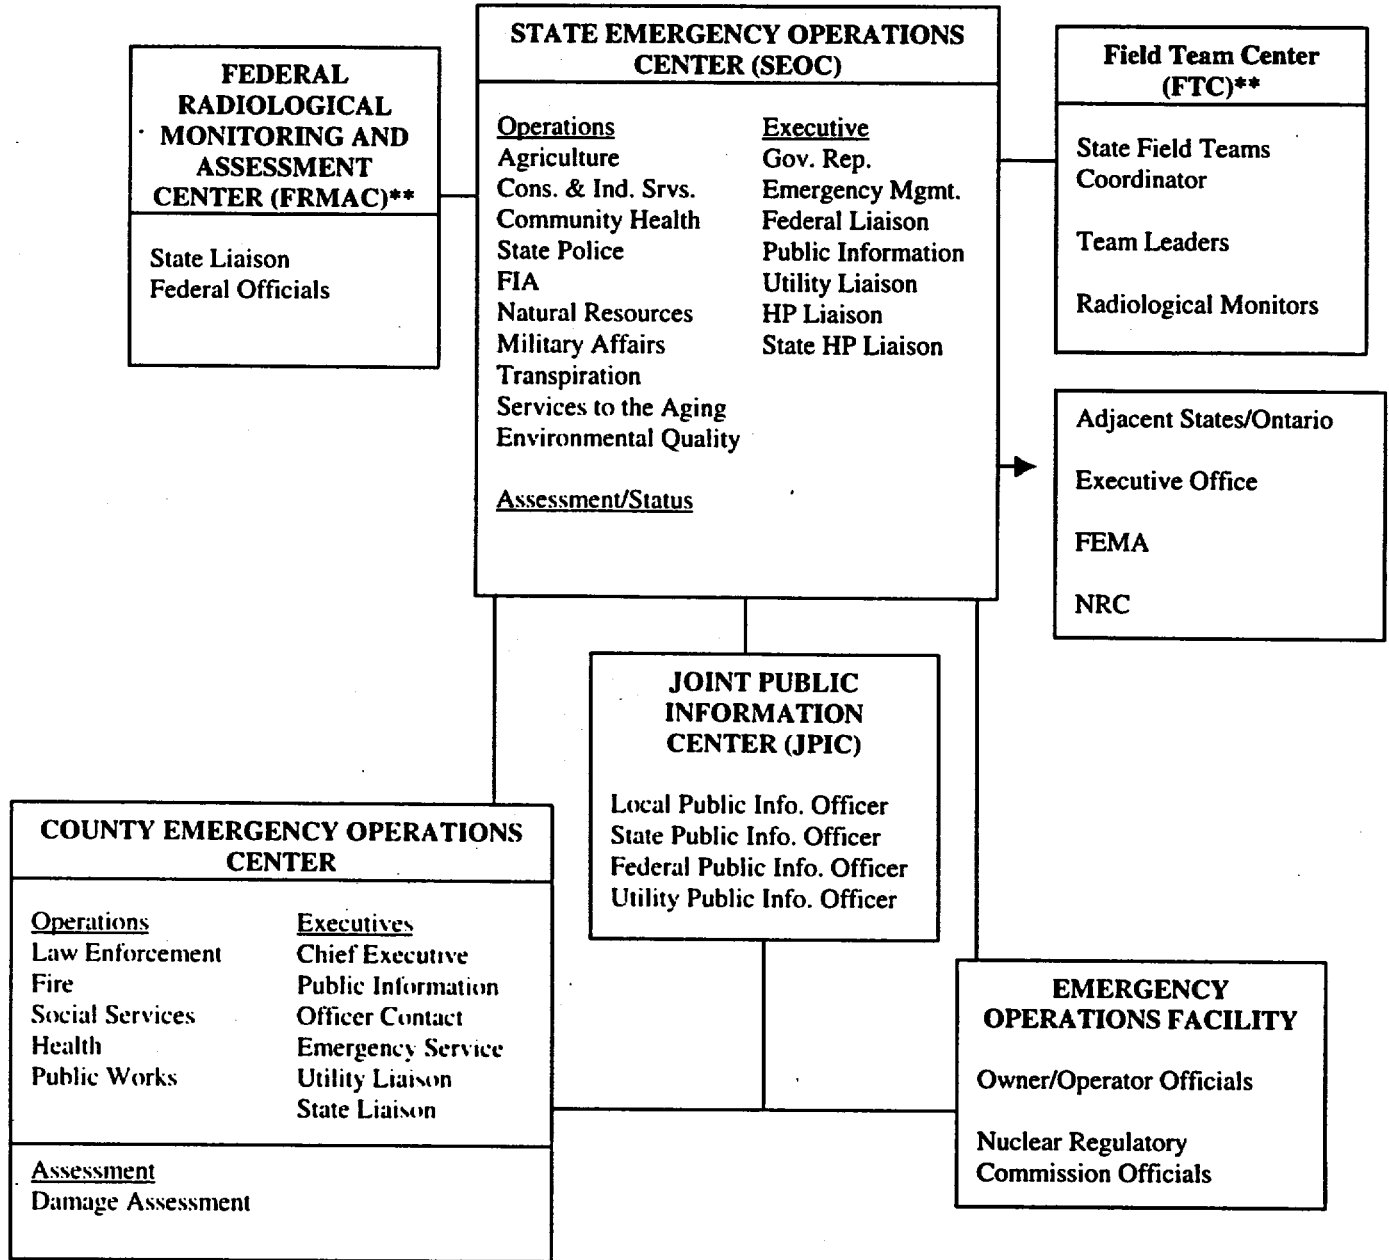 FEDERAL
RADIOLOGICAL
MONITORING AND
ASSESSMENT
CENTER (FRMAC)**
State Liaison
Federal Officials
STATE EMERGENCY OPERATIONS
CENTER (SEOC)
Operations
Agriculture
Cons. & Ind. Srvs.
Community Health
State Police
FIA
Natural Resources
Military Affairs
Transpiration
Services to the Aging
Environmental Quality
Assessment/Status
Executive
Gov. Rep.
Emergency Mgmt.
Federal Liaison
Public Information
Utility Liaison
HP Liaison
State HP Liaison
Field Team Center
(FTC)**
State Field Teams
Coordinator
Team Leaders
Radiological Monitors
Adjacent States/Ontario
Executive Office
FEMA
NRC
JOINT PUBLIC
INFORMATION
CENTER (JPIC)
Local Public Info. Officer
State Public Info. Officer
Federal Public Info. Officer
Utility Public Info. Officer
COUNTY EMERGENCY OPERATIONS
CENTER
Operations
Law Enforcement
Fire
Social Services
Health
Public Works
Executives
Chief Executive
Public Information
Officer Contact
Emergency Service
Utility Liaison
State Liaison
Assessment
Damage Assessment
EMERGENCY
OPERATIONS FACILITY
Owner/Operator Officials
Nuclear Regulatory
Commission Officials